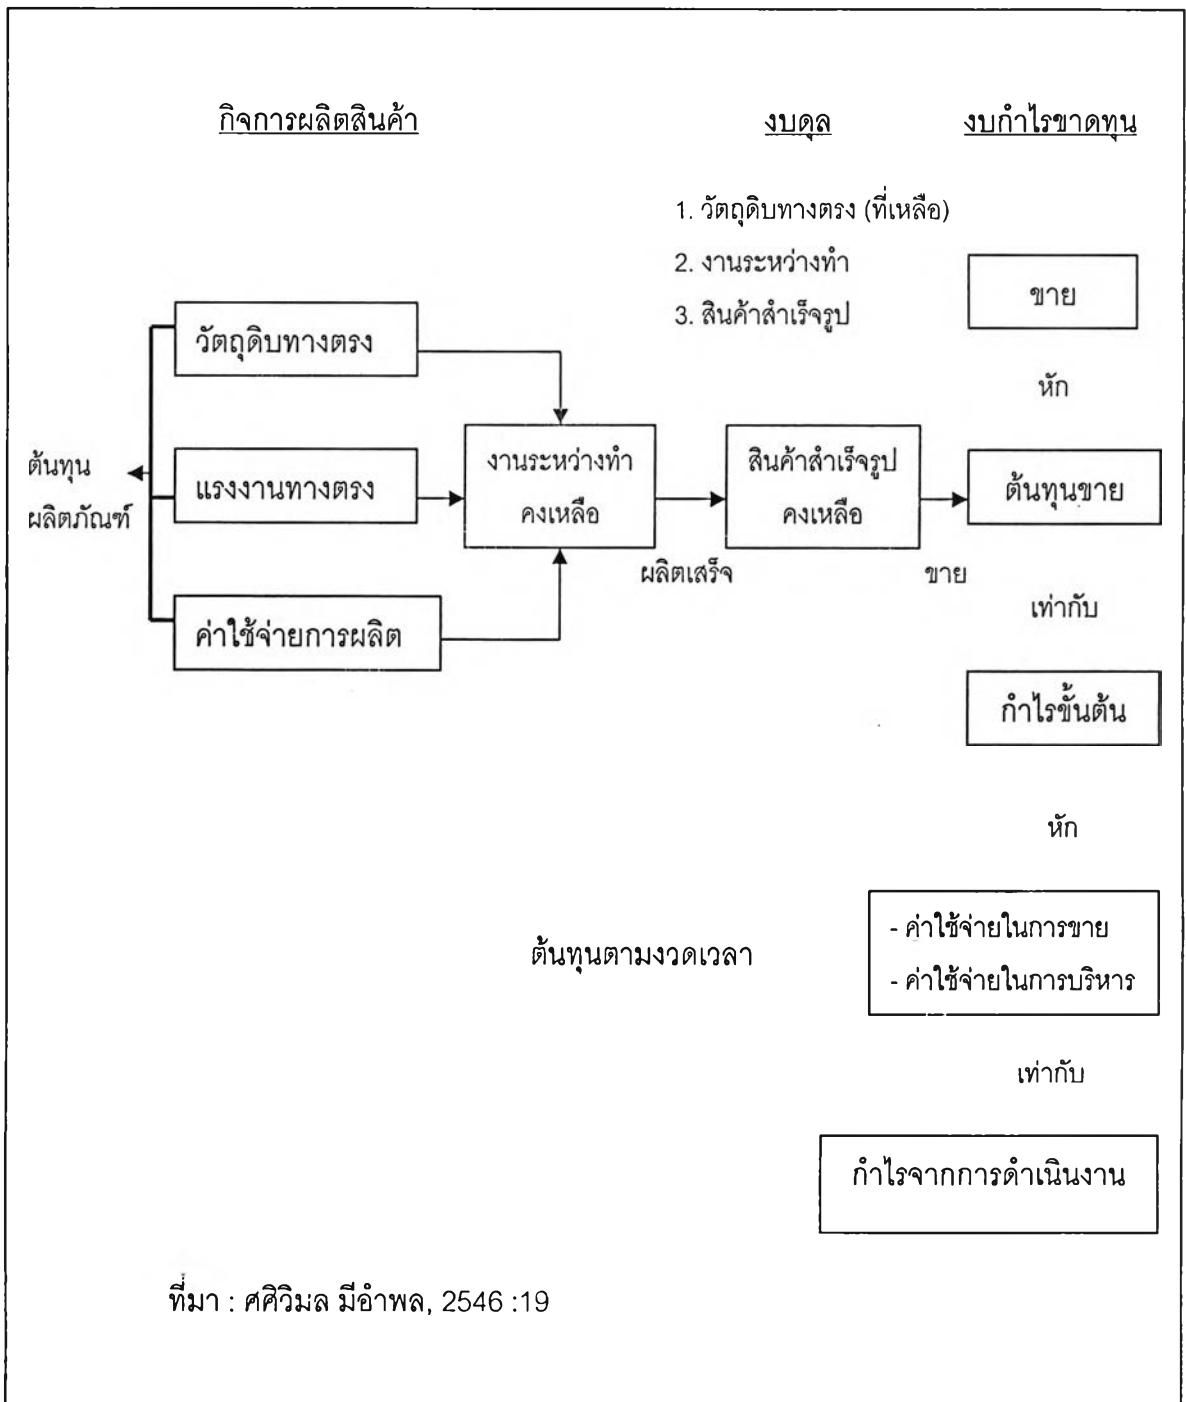 กิจการผลิตสินค้า
งบดุล
งบกำไรขาดทุน
1. วัตถุดิบทางตรง (ที่เหลือ)
2. งานระหว่างทำ
3. สินค้าสำเร็จรูป
ขาย
หัก
วัตถุดิบทางตรง
แรงงานทางตรง
ค่าใช้จ่ายการผลิต
ต้นทุน
ผลิตภัณฑ์
งานระหว่างทำ
คงเหลือ
ผลิตเสร็จ
สินค้าสำเร็จรูป
คงเหลือ
ขาย
ต้นทุนขาย
เท่ากับ
กำไรขั้นต้น
หัก
ต้นทุนตามงวดเวลา
- ค่าใช้จ่ายในการขาย
- ค่าใช้จ่ายในการบริหาร
เท่ากับ
กำไรจากการดำเนินงาน
ที่มา : ศศิวิมล มีอำพล, 2546 :19